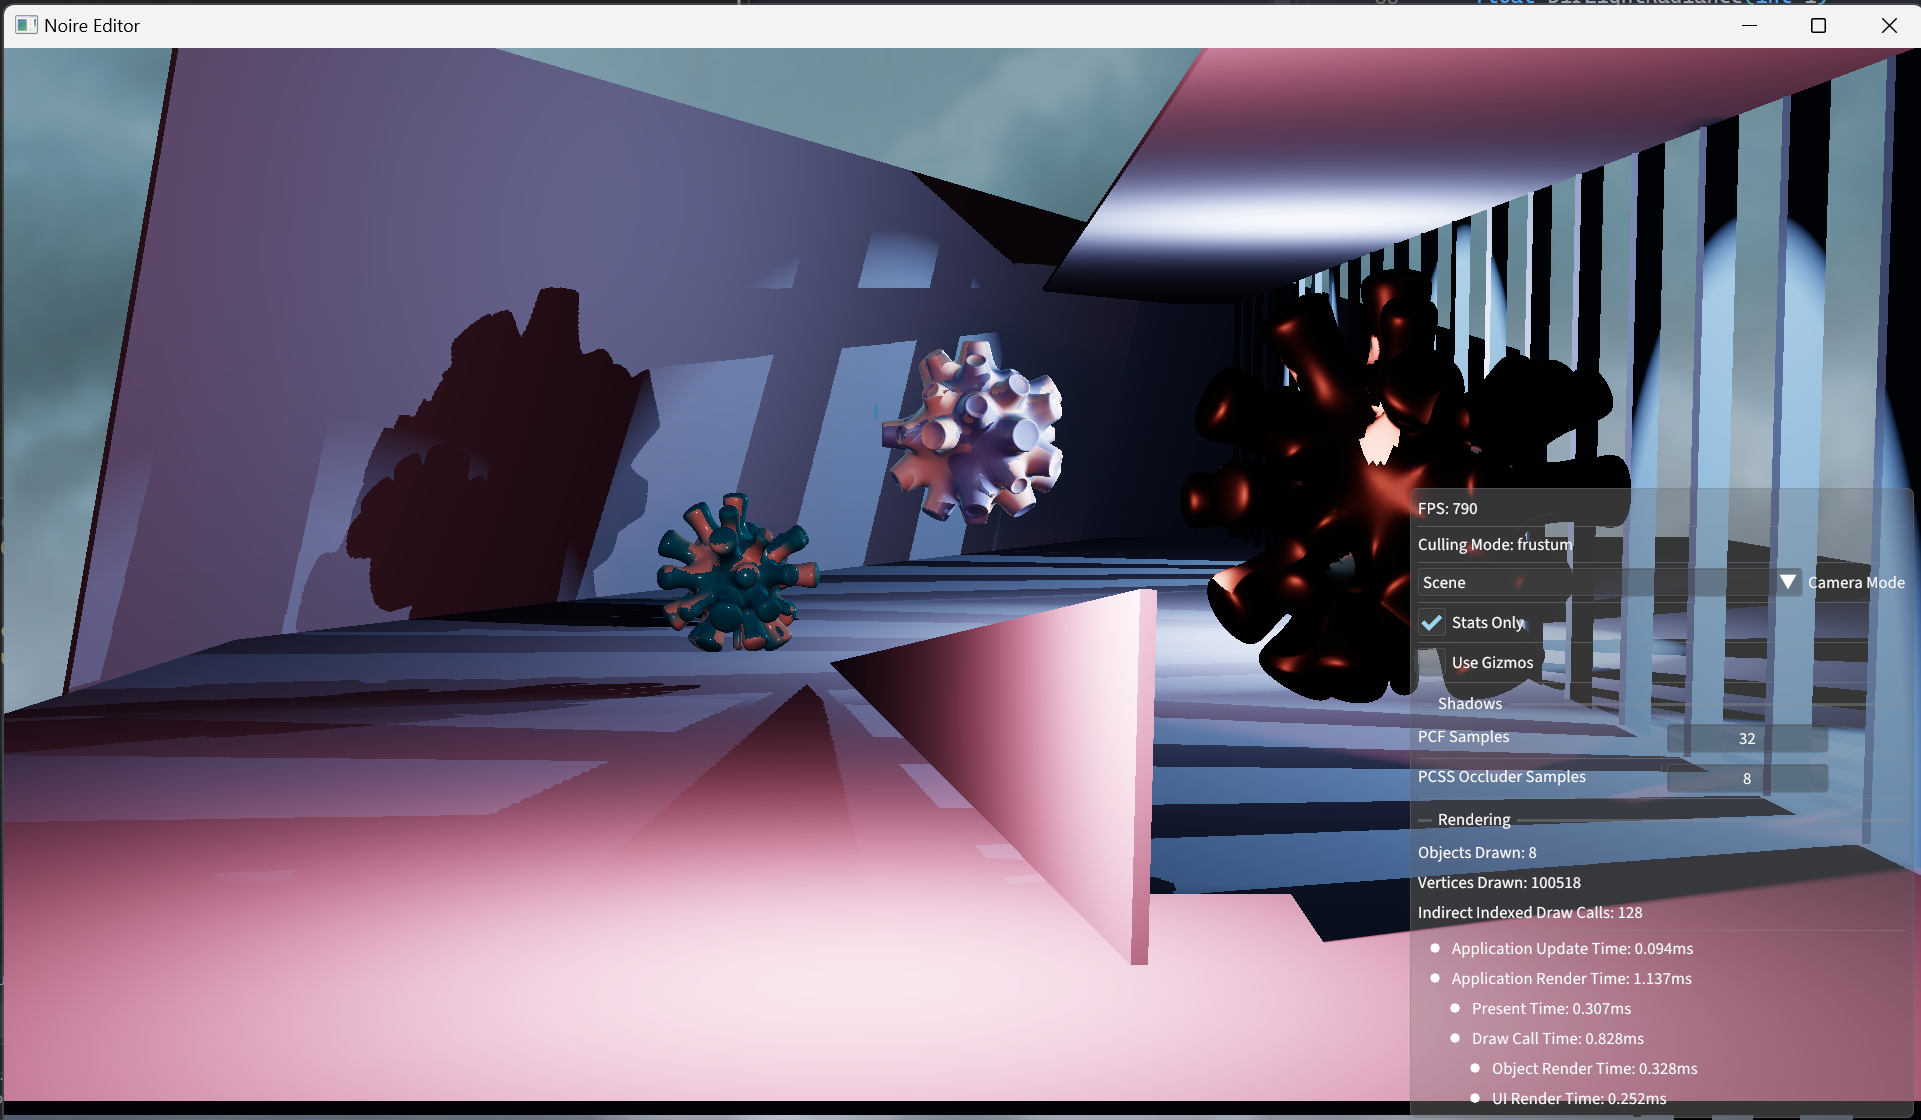 Noire Editor
FPS: 790
Culling Mode: frustum
Scene
Camera Mode
Stats Only
Use Gizmos
Shadows
PCF Samples
32
PCSS Occluder Samples
8
Rendering
Objects Drawn: 8
Vertices Drawn: 100518
Indirect Indexed Draw Calls: 128
Application Update Time: 0.094ms
Application Render Time: 1.137ms
Present Time: 0.307ms
Draw Call Time: 0.828ms
Object Render Time: 0.328ms
UI Render Time: 0.252ms